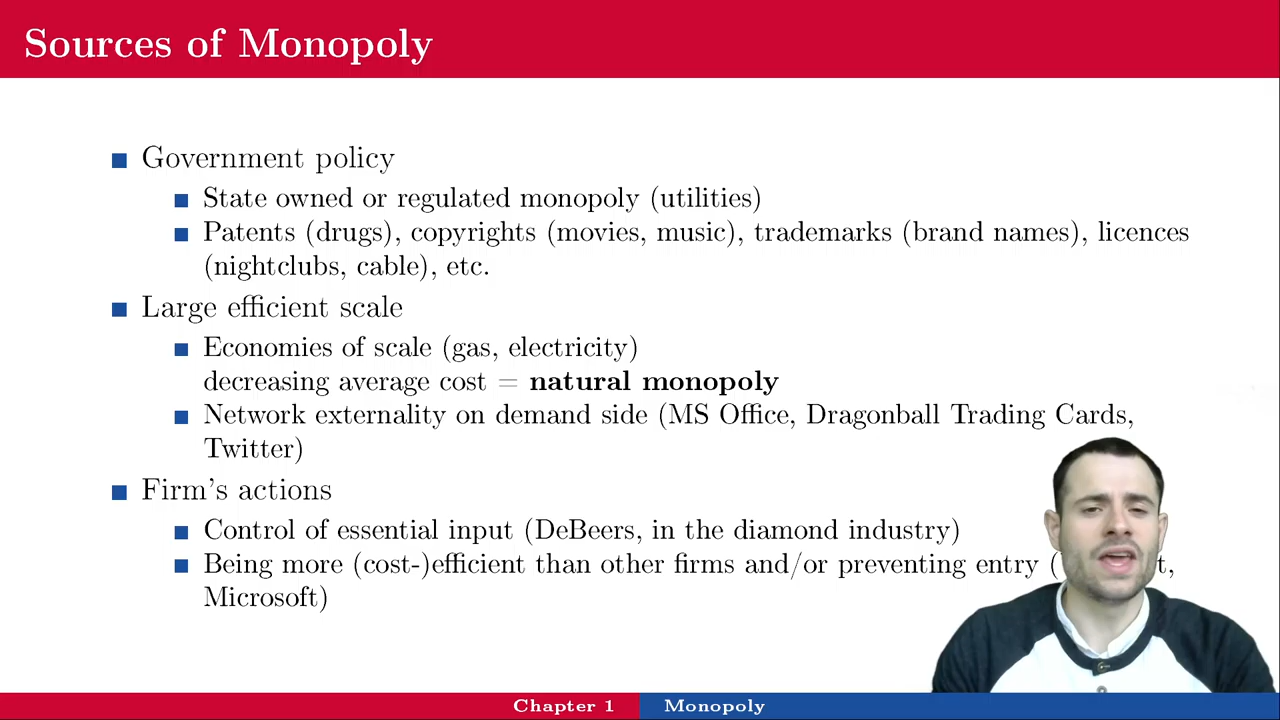 Sources of Monopoly
Government policy
State owned or regulated monopoly (utilities)
Patents (drugs), copyrights (movies, music), trademarks (brand names), licences
(nightclubs, cable), etc.
Large efficient scale
Economies of scale (gas, electricity)
decreasing average cost = natural monopoly
Network externality on demand side (MS Office, Dragonball Trading Cards,
Twitter)
Firm's actions
Control of essential input (DeBeers, in the diamond industry)
Being more (cost-)efficient than other firms and/or preventing entry (
Microsoft)
Chapter 1 Monopoly